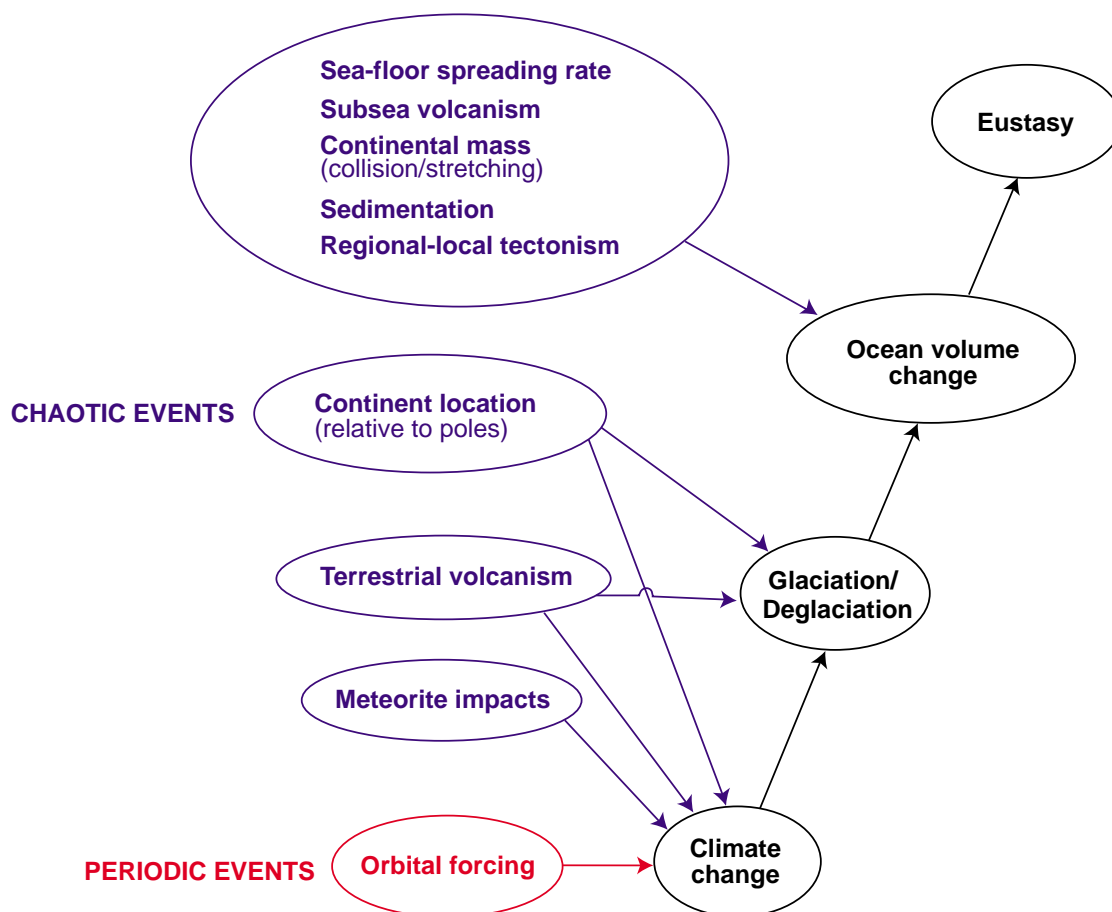 Sea-floor spreading rate
Subsea volcanism
Continental mass
(collision/stretching)
Sedimentation
Regional-local tectonism
Eustasy
Ocean volume
change
CHAOTIC EVENTS
Continent location
(relative to poles)
Terrestrial volcanism
Glaciation/
Deglaciation
Meteorite impacts
PERIODIC EVENTS
Orbital forcing
Climate
change